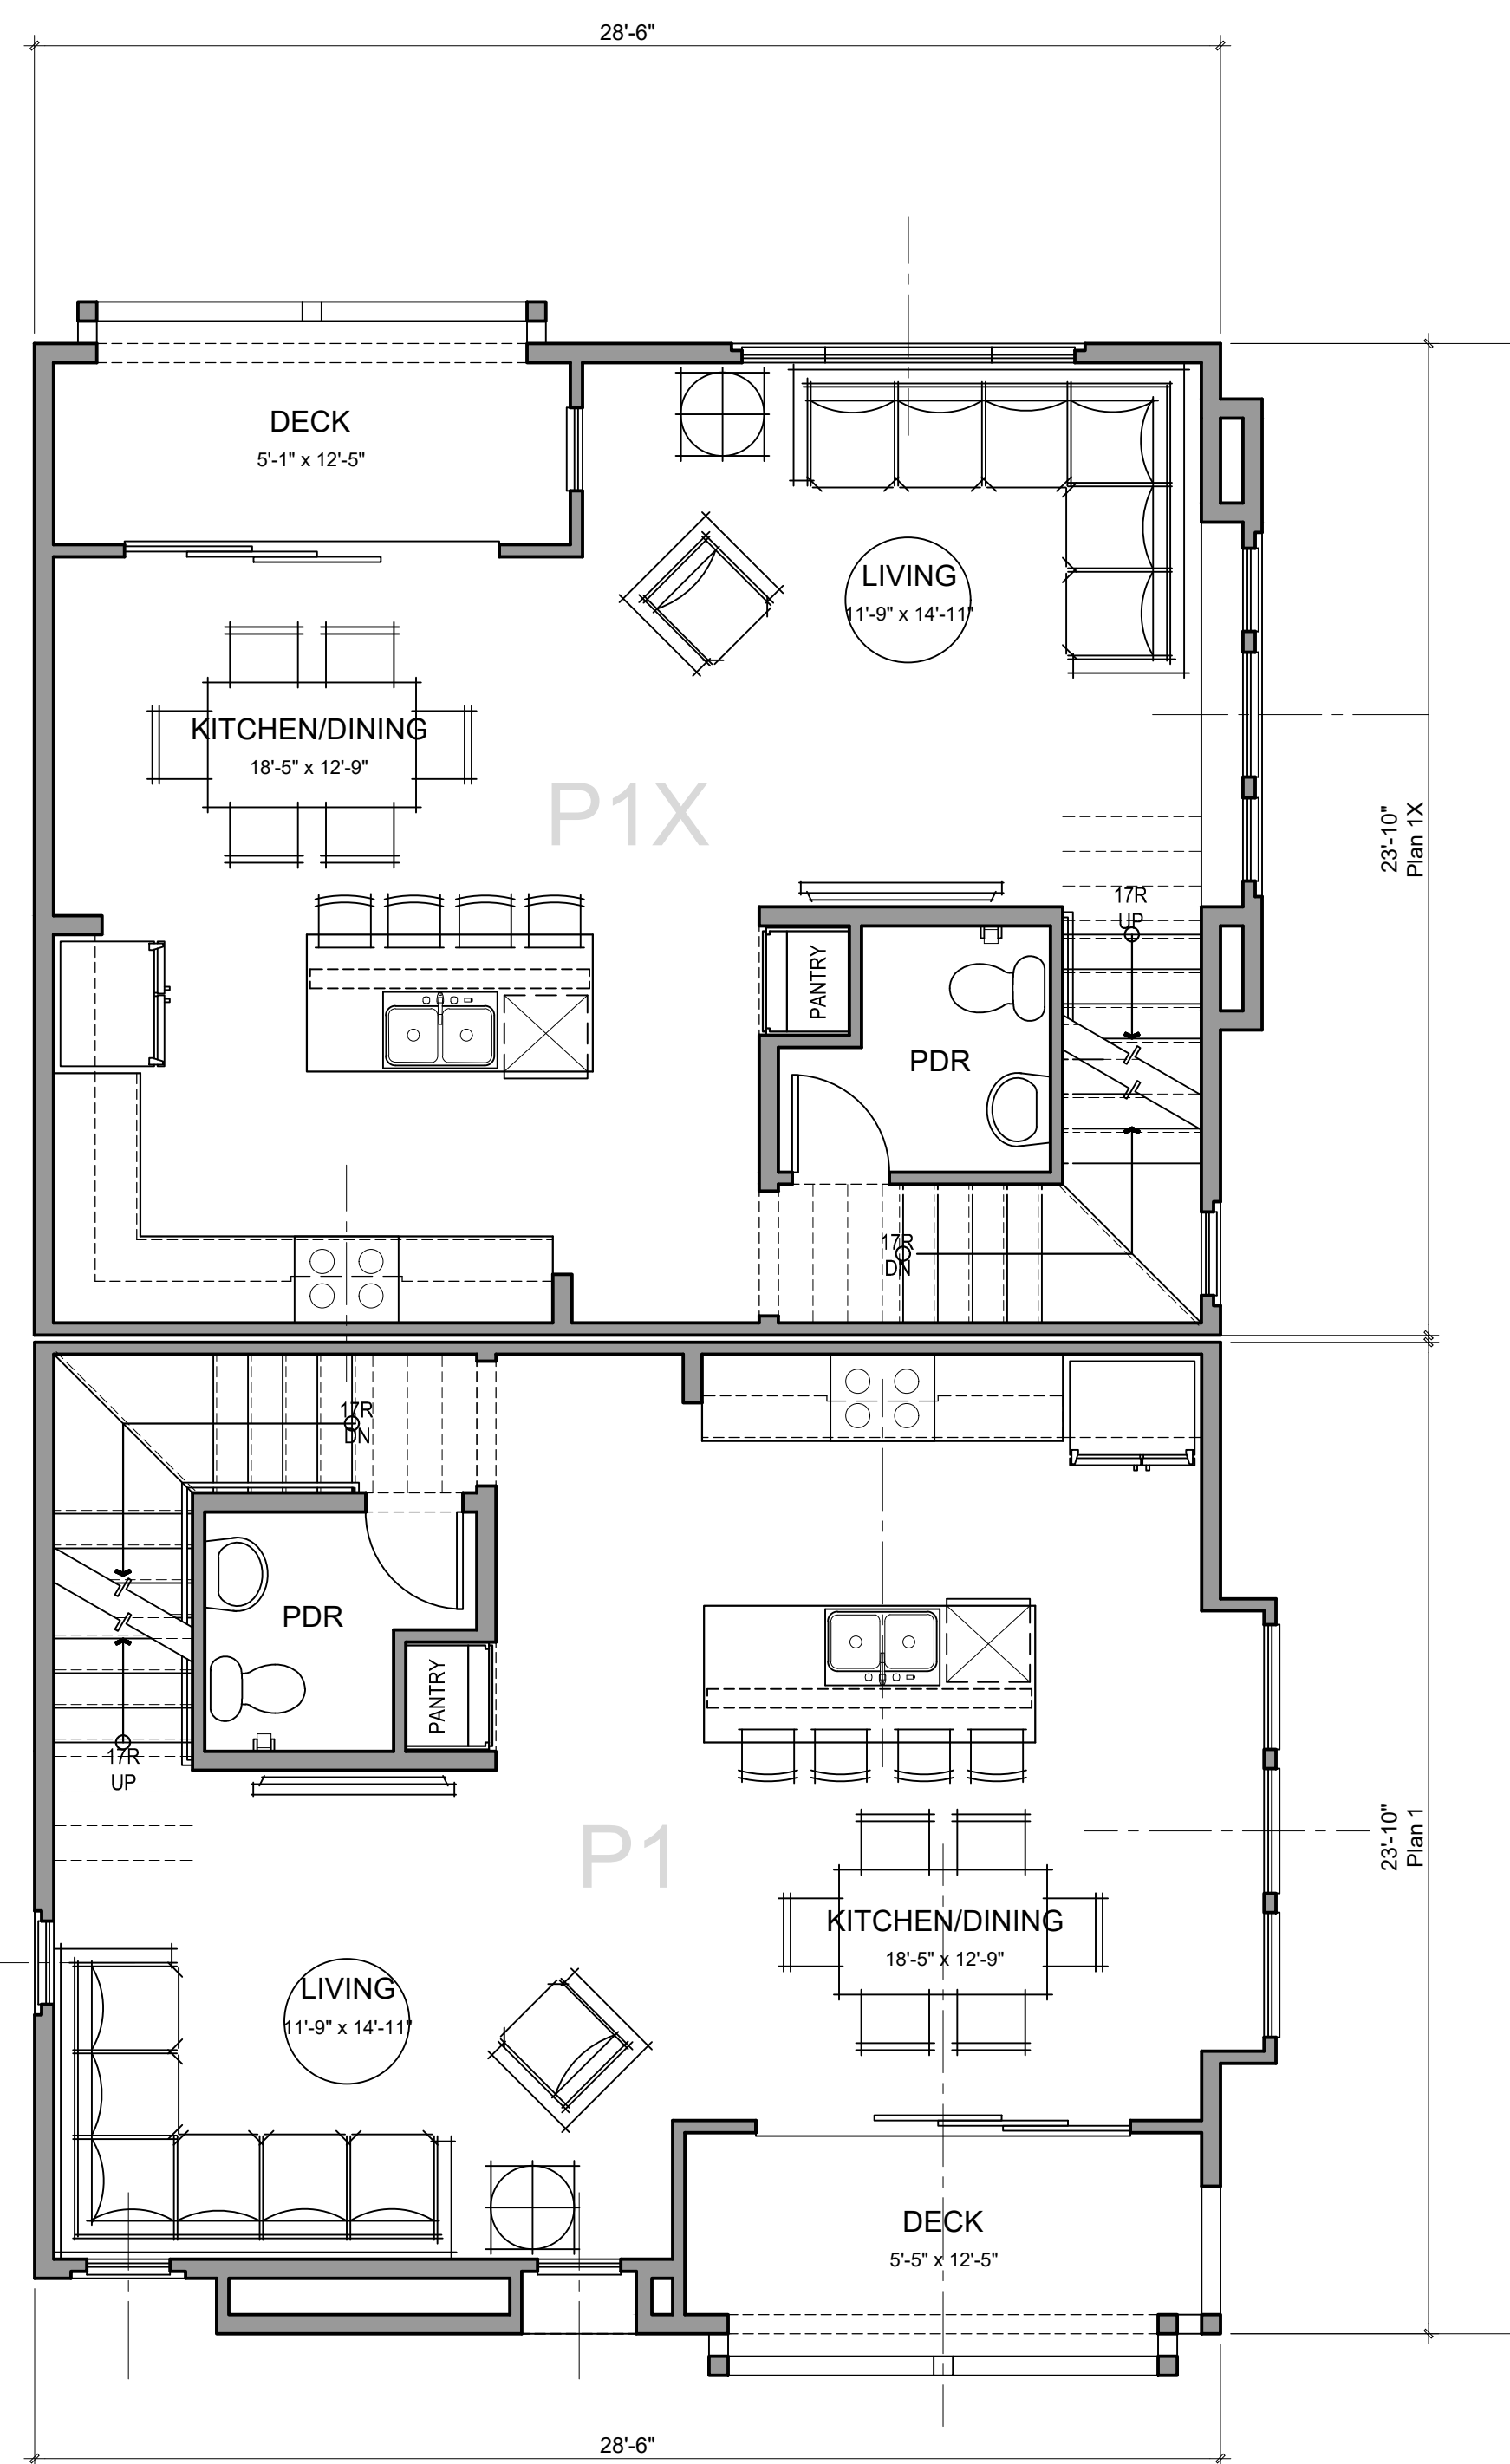 28'-6"
DECK
5'-1" x 12'-5"
LIVING
11'-9" x 14'-11"
KITCHEN/DINING
18'-5" x 12'-9"
P1X
23'-10"
Plan 1X
17R
UP
PANTRY
PDR
17R
DN
17R
DN
PDR
PANTRY
17R
UP
P1
23'-10"
Plan 1
KITCHEN/DINING
18'-5" x 12'-9"
LIVING
11'-9" x 14'-11"
DECK
5'-5" x 12'-5"
28'-6"